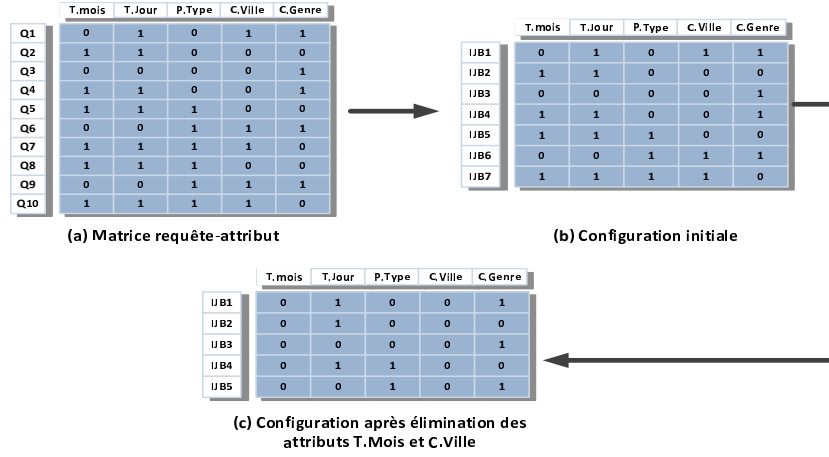 T.mois T.Jour P.Type C.Ville C.Genre
Q1 0 1 0 1 1
Q2 1 1 0 0 0
Q3 0 0 0 0 1
Q4 1 1 0 0 1
Q5 1 1 1 0 0
Q6 0 0 1 1 1
Q7 1 1 1 1 0
Q8 1 1 1 0 0
Q9 0 0 1 1 1
Q10 1 1 1 1 0
(a) Matrice requête-attribut
T.mois T.Jour P.Type C.Ville C.Genre
IJB1 0 1 0 1 1
IJB2 1 1 0 0 0
IJB3 0 0 0 0 1
IJB4 1 1 0 0 1
IJB5 1 1 1 0 0
IJB6 0 0 1 1 1
IJB7 1 1 1 1 0
(b) Configuration initiale
T.mois T.Jour P.Type C.Ville C.Genre
IJB1 0 1 0 0 1
IJB2 0 1 0 0 0
IJB3 0 0 0 0 1
IJB4 0 1 1 0 0
IJB5 0 0 1 0 1
(c) Configuration après élimination des
attributs T.Mois et C.Ville